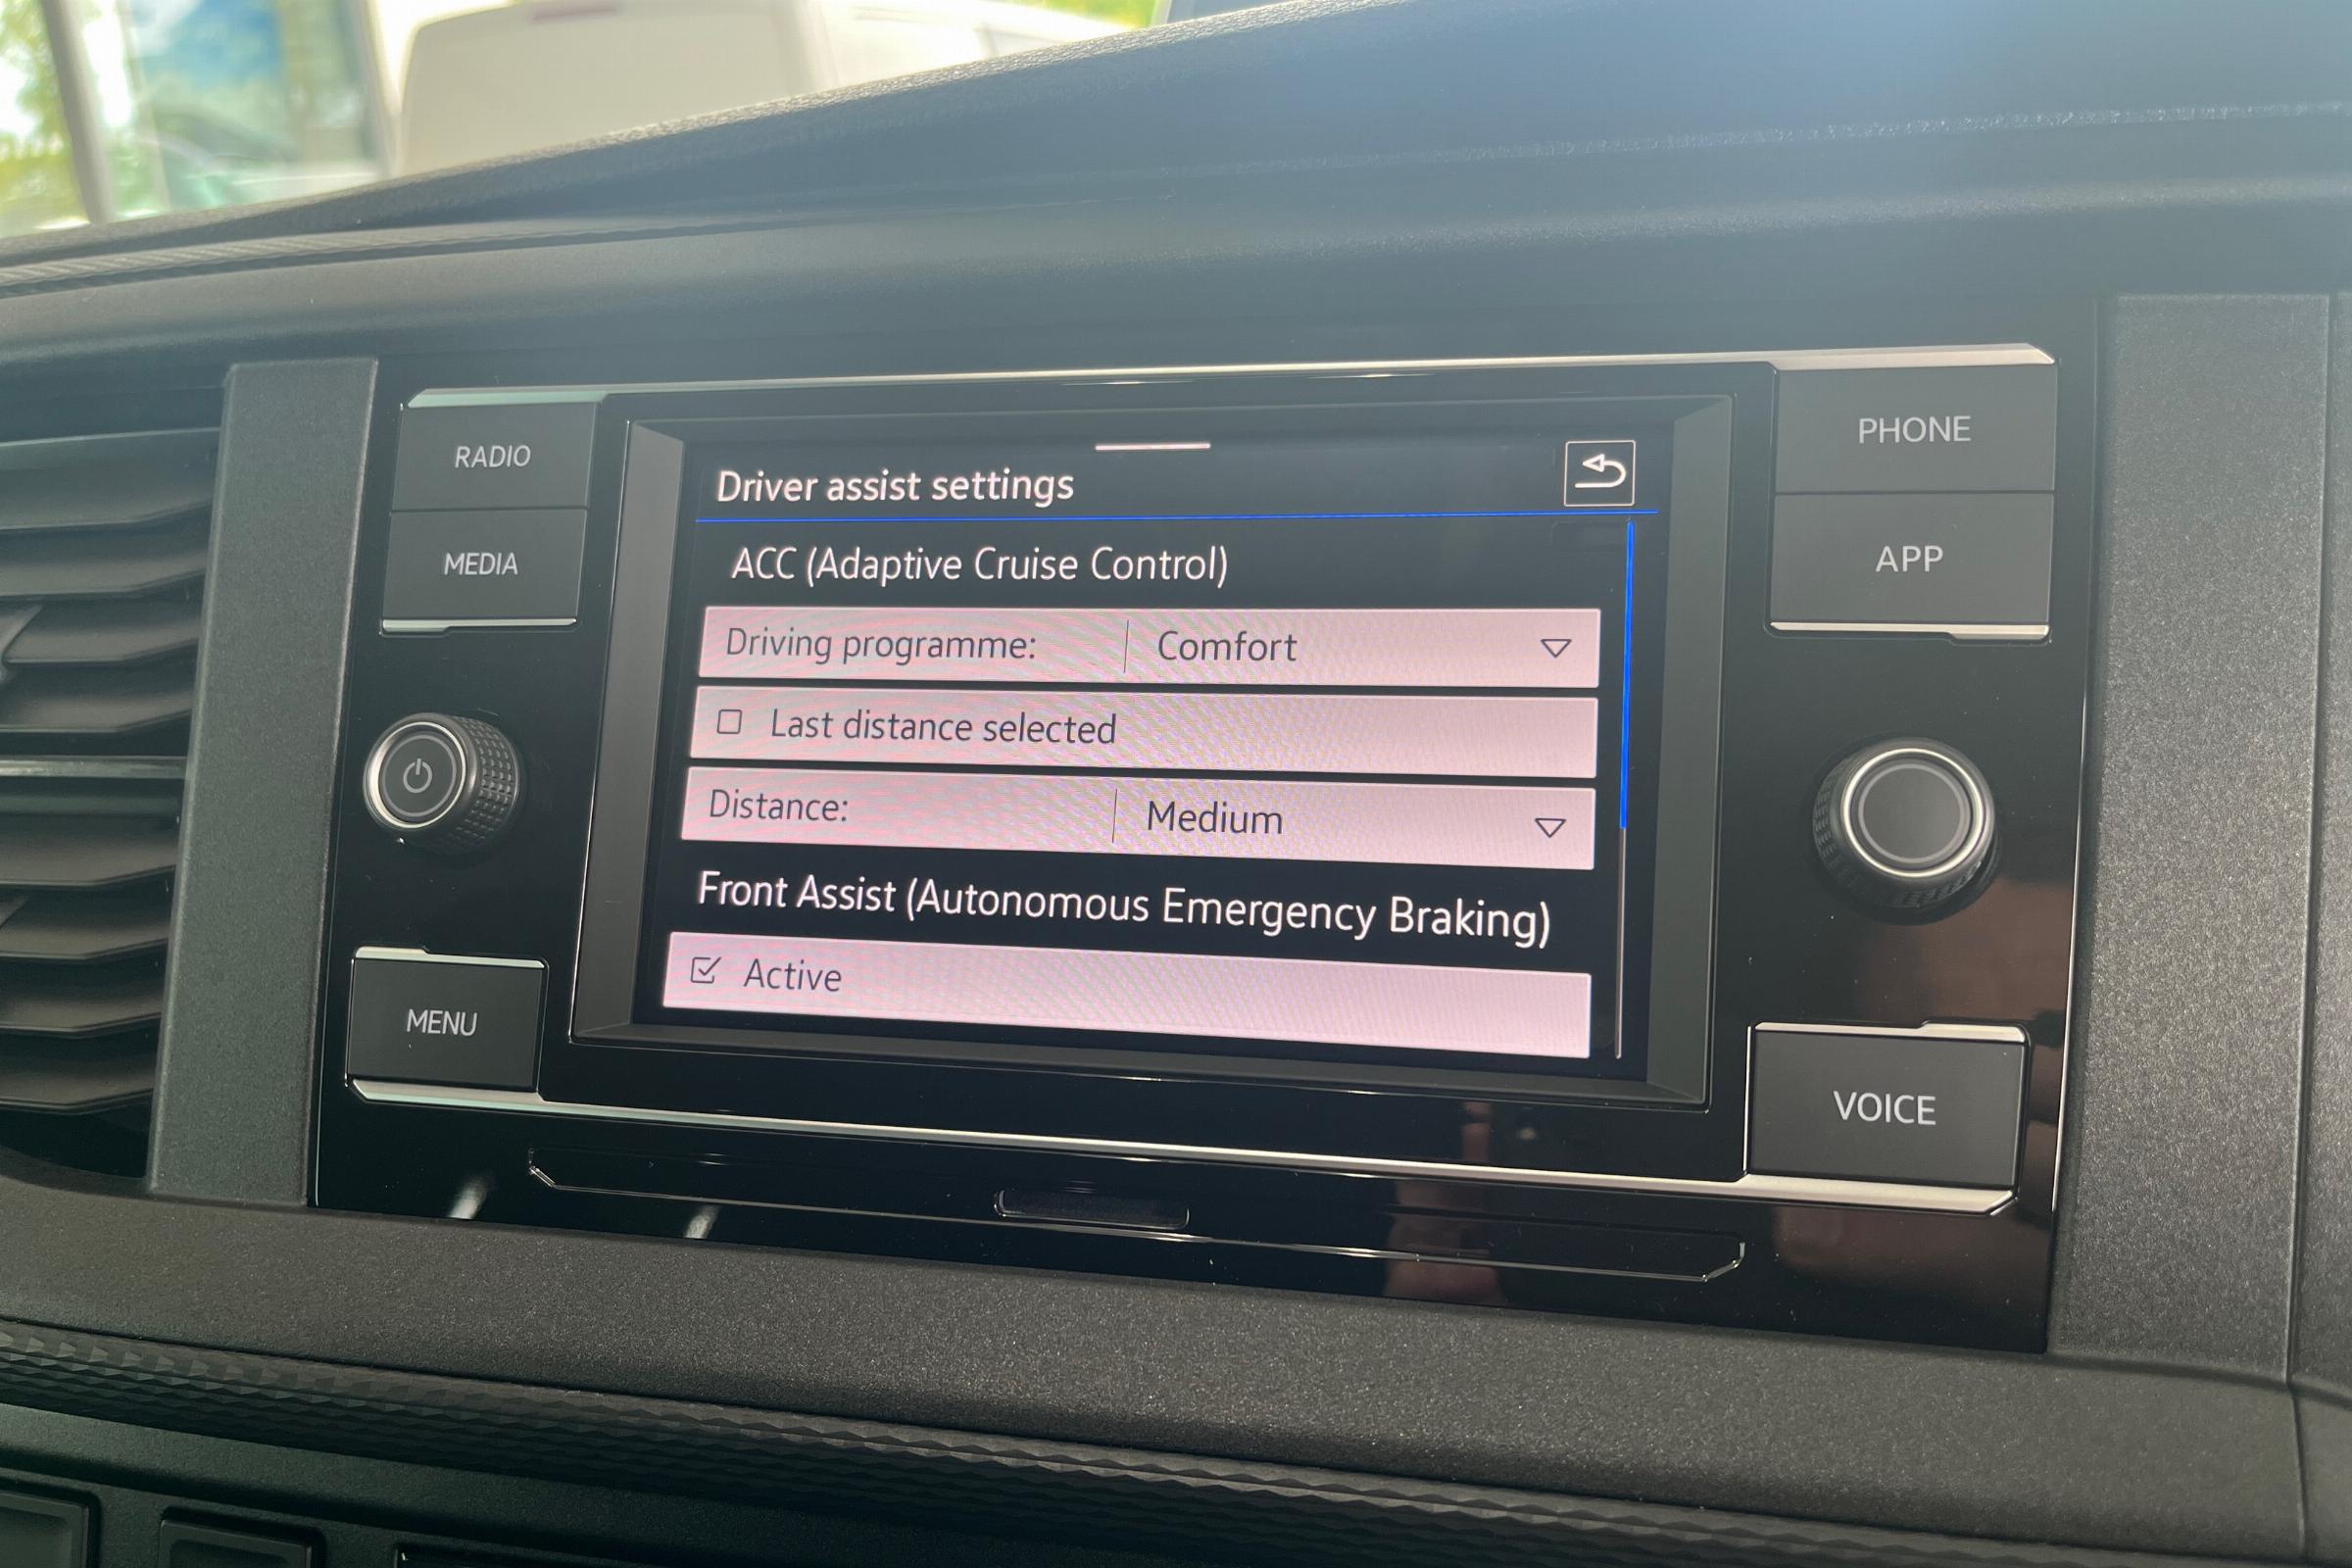 RADIO
MEDIA
MENU
Driver assist settings
ACC (Adaptive Cruise Control)
Driving programme: Comfort
Last distance selected
Distance: Medium
Front Assist (Autonomous Emergency Braking)
Active
PHONE
APP
VOICE